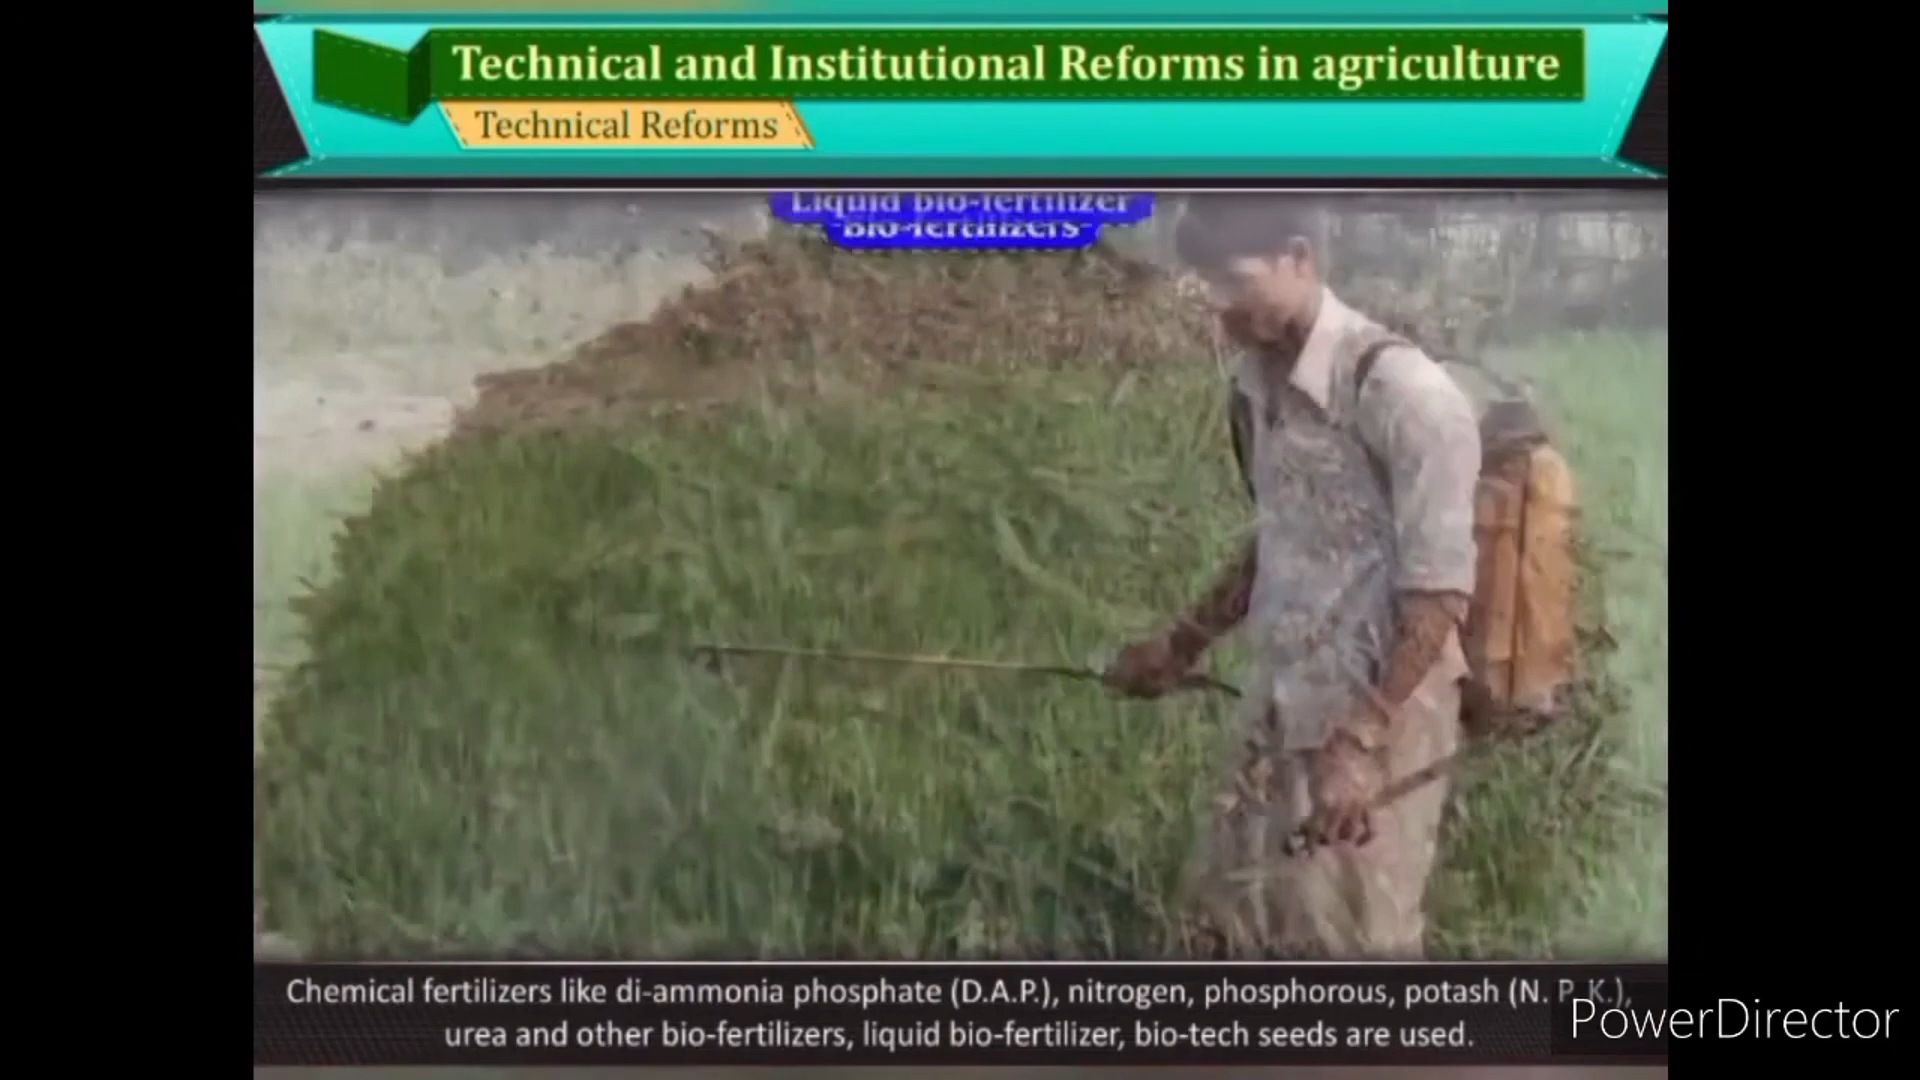 Technical and Institutional Reforms in agriculture
Technical Reforms
Liquid bio-fertilizer
Bio-fertilizers
Chemical fertilizers like di-ammonia phosphate (D.A.P.), nitrogen, phosphorous, potash (N. P. K.),
urea and other bio-fertilizers, liquid bio-fertilizer, bio-tech seeds are used.
PowerDirector